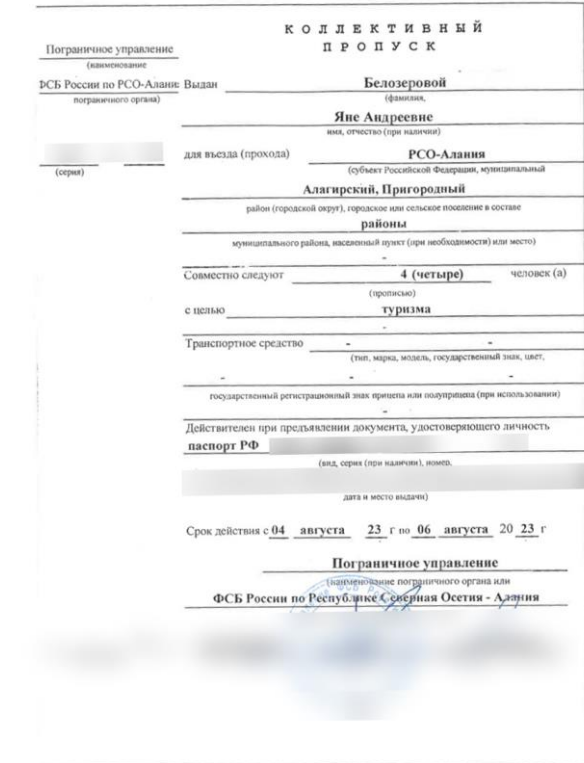 КОЛЛЕКТИВНЫЙ
ПРОПУСК
Пограничное управление
(наименование
ФСБ России по РСО-Алани
пограничного органа)
(серия)
Выдан Белозеровой
(фамилия,
Яне Андреевне
имя, отчество (при наличии)
для въезда (прохода) РСО-Алания
(субъект Российской Федерации, муниципальный
Алагирский, Пригородный
район (городской округ), городское или сельское поселение в составе
районы
муниципального района, населенный пункт (при необходимости) или место)
-
Совместно следуют 4 (четыре) человек (а)
(прописью)
с целью туризма
-
Транспортное средство - -
(тип, марка, модель, государственный знак, цвет,
- - -
государственный регистрационный знак прицепа или полуприцепа (при использовании)
-
Действителен при предъявлении документа, удостоверяющего личность
паспорт РФ
(вид, серия (при наличии), номер,
дата и место выдачи)
Срок действия с 04 августа 23 г по 06 августа 20 23 г
Пограничное управление
(наименование пограничного органа или
ФСБ России по Республике Северная Осетия - Алания